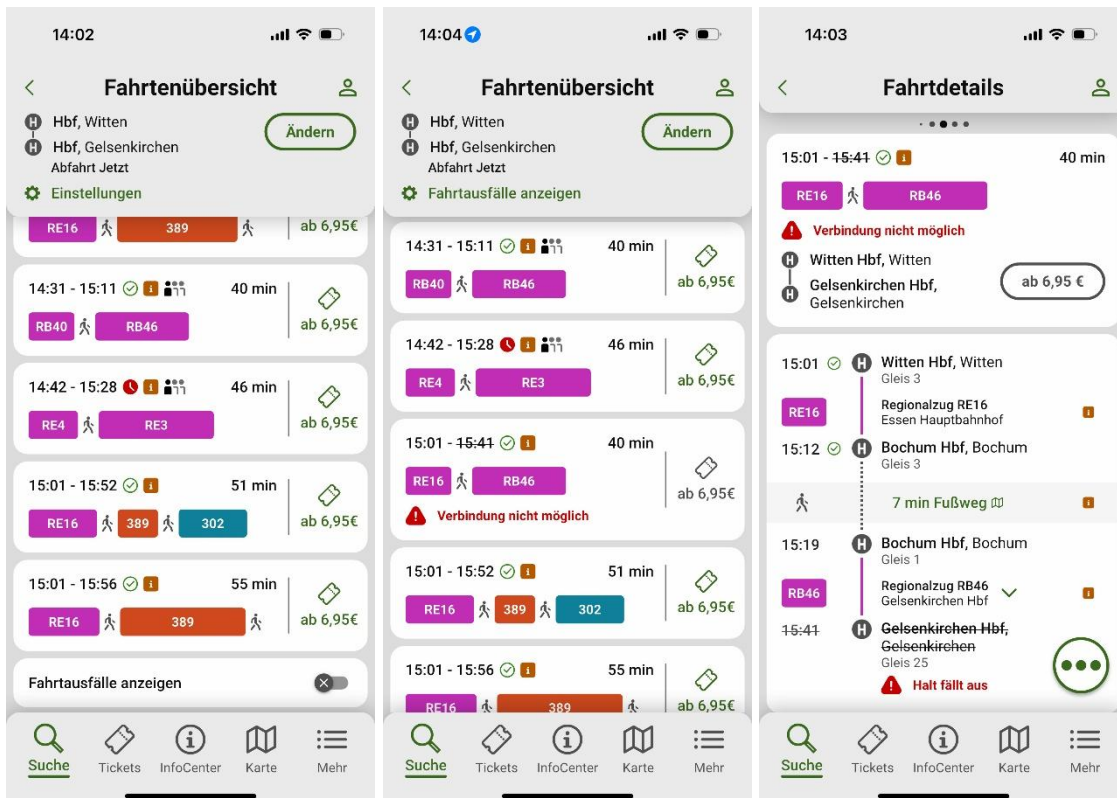 14:02
Fahrtenübersicht
H Hbf, Witten
H Hbf, Gelsenkirchen
Abfahrt Jetzt
Ändern
Einstellungen
RE16 389 ab 6,95€
14:31 - 15:11 i 40 min
RB40 RB46 ab 6,95€
14:42 - 15:28 i 46 min
RE4 RE3 ab 6,95€
15:01 - 15:52 i 51 min
RE16 389 302 ab 6,95€
15:01 - 15:56 i 55 min
RE16 389 ab 6,95€
Fahrtausfälle anzeigen
Suche Tickets InfoCenter Karte Mehr
14:04
Fahrtenübersicht
H Hbf, Witten
H Hbf, Gelsenkirchen
Abfahrt Jetzt
Ändern
Fahrtausfälle anzeigen
14:31 - 15:11 i 40 min
RB40 RB46 ab 6,95€
14:42 - 15:28 i 46 min
RE4 RE3 ab 6,95€
15:01 - 15:41 i 40 min
RE16 RB46 ab 6,95€
Verbindung nicht möglich
15:01 - 15:52 i 51 min
RE16 389 302 ab 6,95€
15:01 - 15:56 i 55 min
RE16 389 ab 6,95€
Suche Tickets InfoCenter Karte Mehr
14:03
Fahrtdetails
15:01 - 15:41 i 40 min
RE16 RB46
Verbindung nicht möglich
H Witten Hbf, Witten
H Gelsenkirchen Hbf,
Gelsenkirchen
ab 6,95 €
15:01 H Witten Hbf, Witten
Gleis 3
RE16 Regionalzug RE16 i
Essen Hauptbahnhof
15:12 H Bochum Hbf, Bochum
Gleis 3
7 min Fußweg i
15:19 H Bochum Hbf, Bochum
Gleis 1
RB46 Regionalzug RB46 i
Gelsenkirchen Hbf
15:41 H Gelsenkirchen Hbf,
Gelsenkirchen
Gleis 25
Halt fällt aus
Suche Tickets InfoCenter Karte Mehr